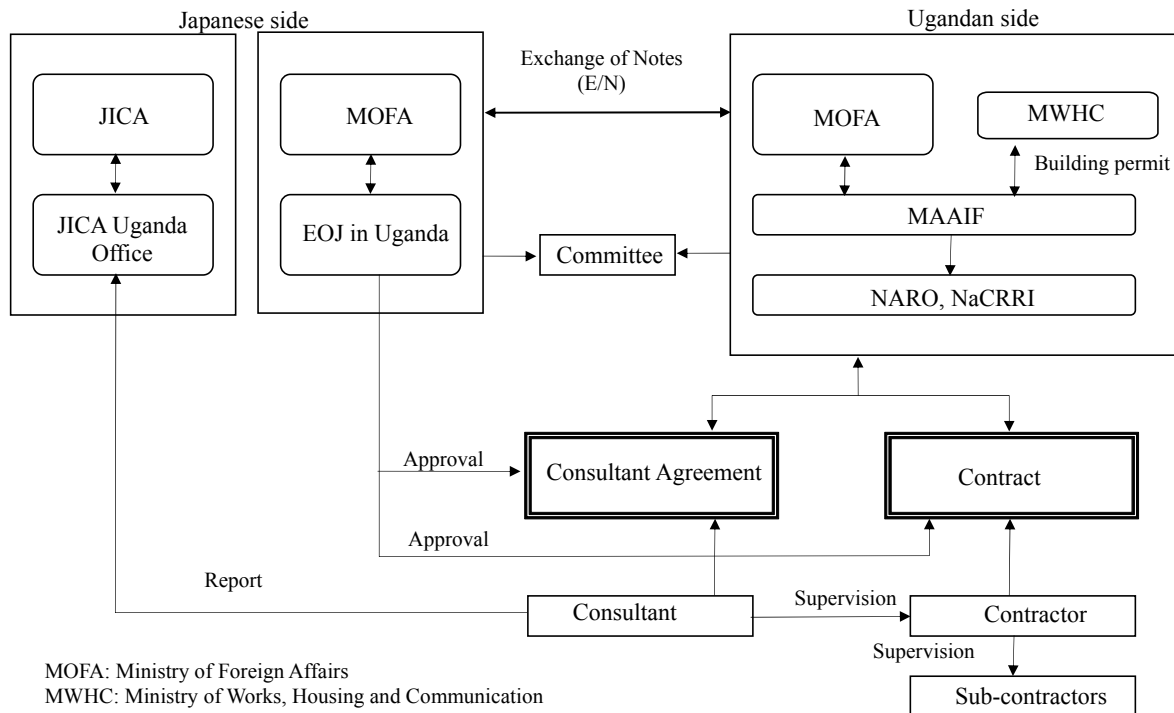 Japanese side
Ugandan side
JICA
MOFA
Exchange of Notes
(E/N)
MOFA
MWHC
Building permit
JICA Uganda
Office
EOJ in Uganda
Committee
MAAIF
NARO, NaCRRI
Approval
Consultant Agreement
Contract
Approval
Report
Consultant
Supervision
Contractor
Supervision
Sub-contractors
MOFA: Ministry of Foreign Affairs
MWHC: Ministry of Works, Housing and Communication